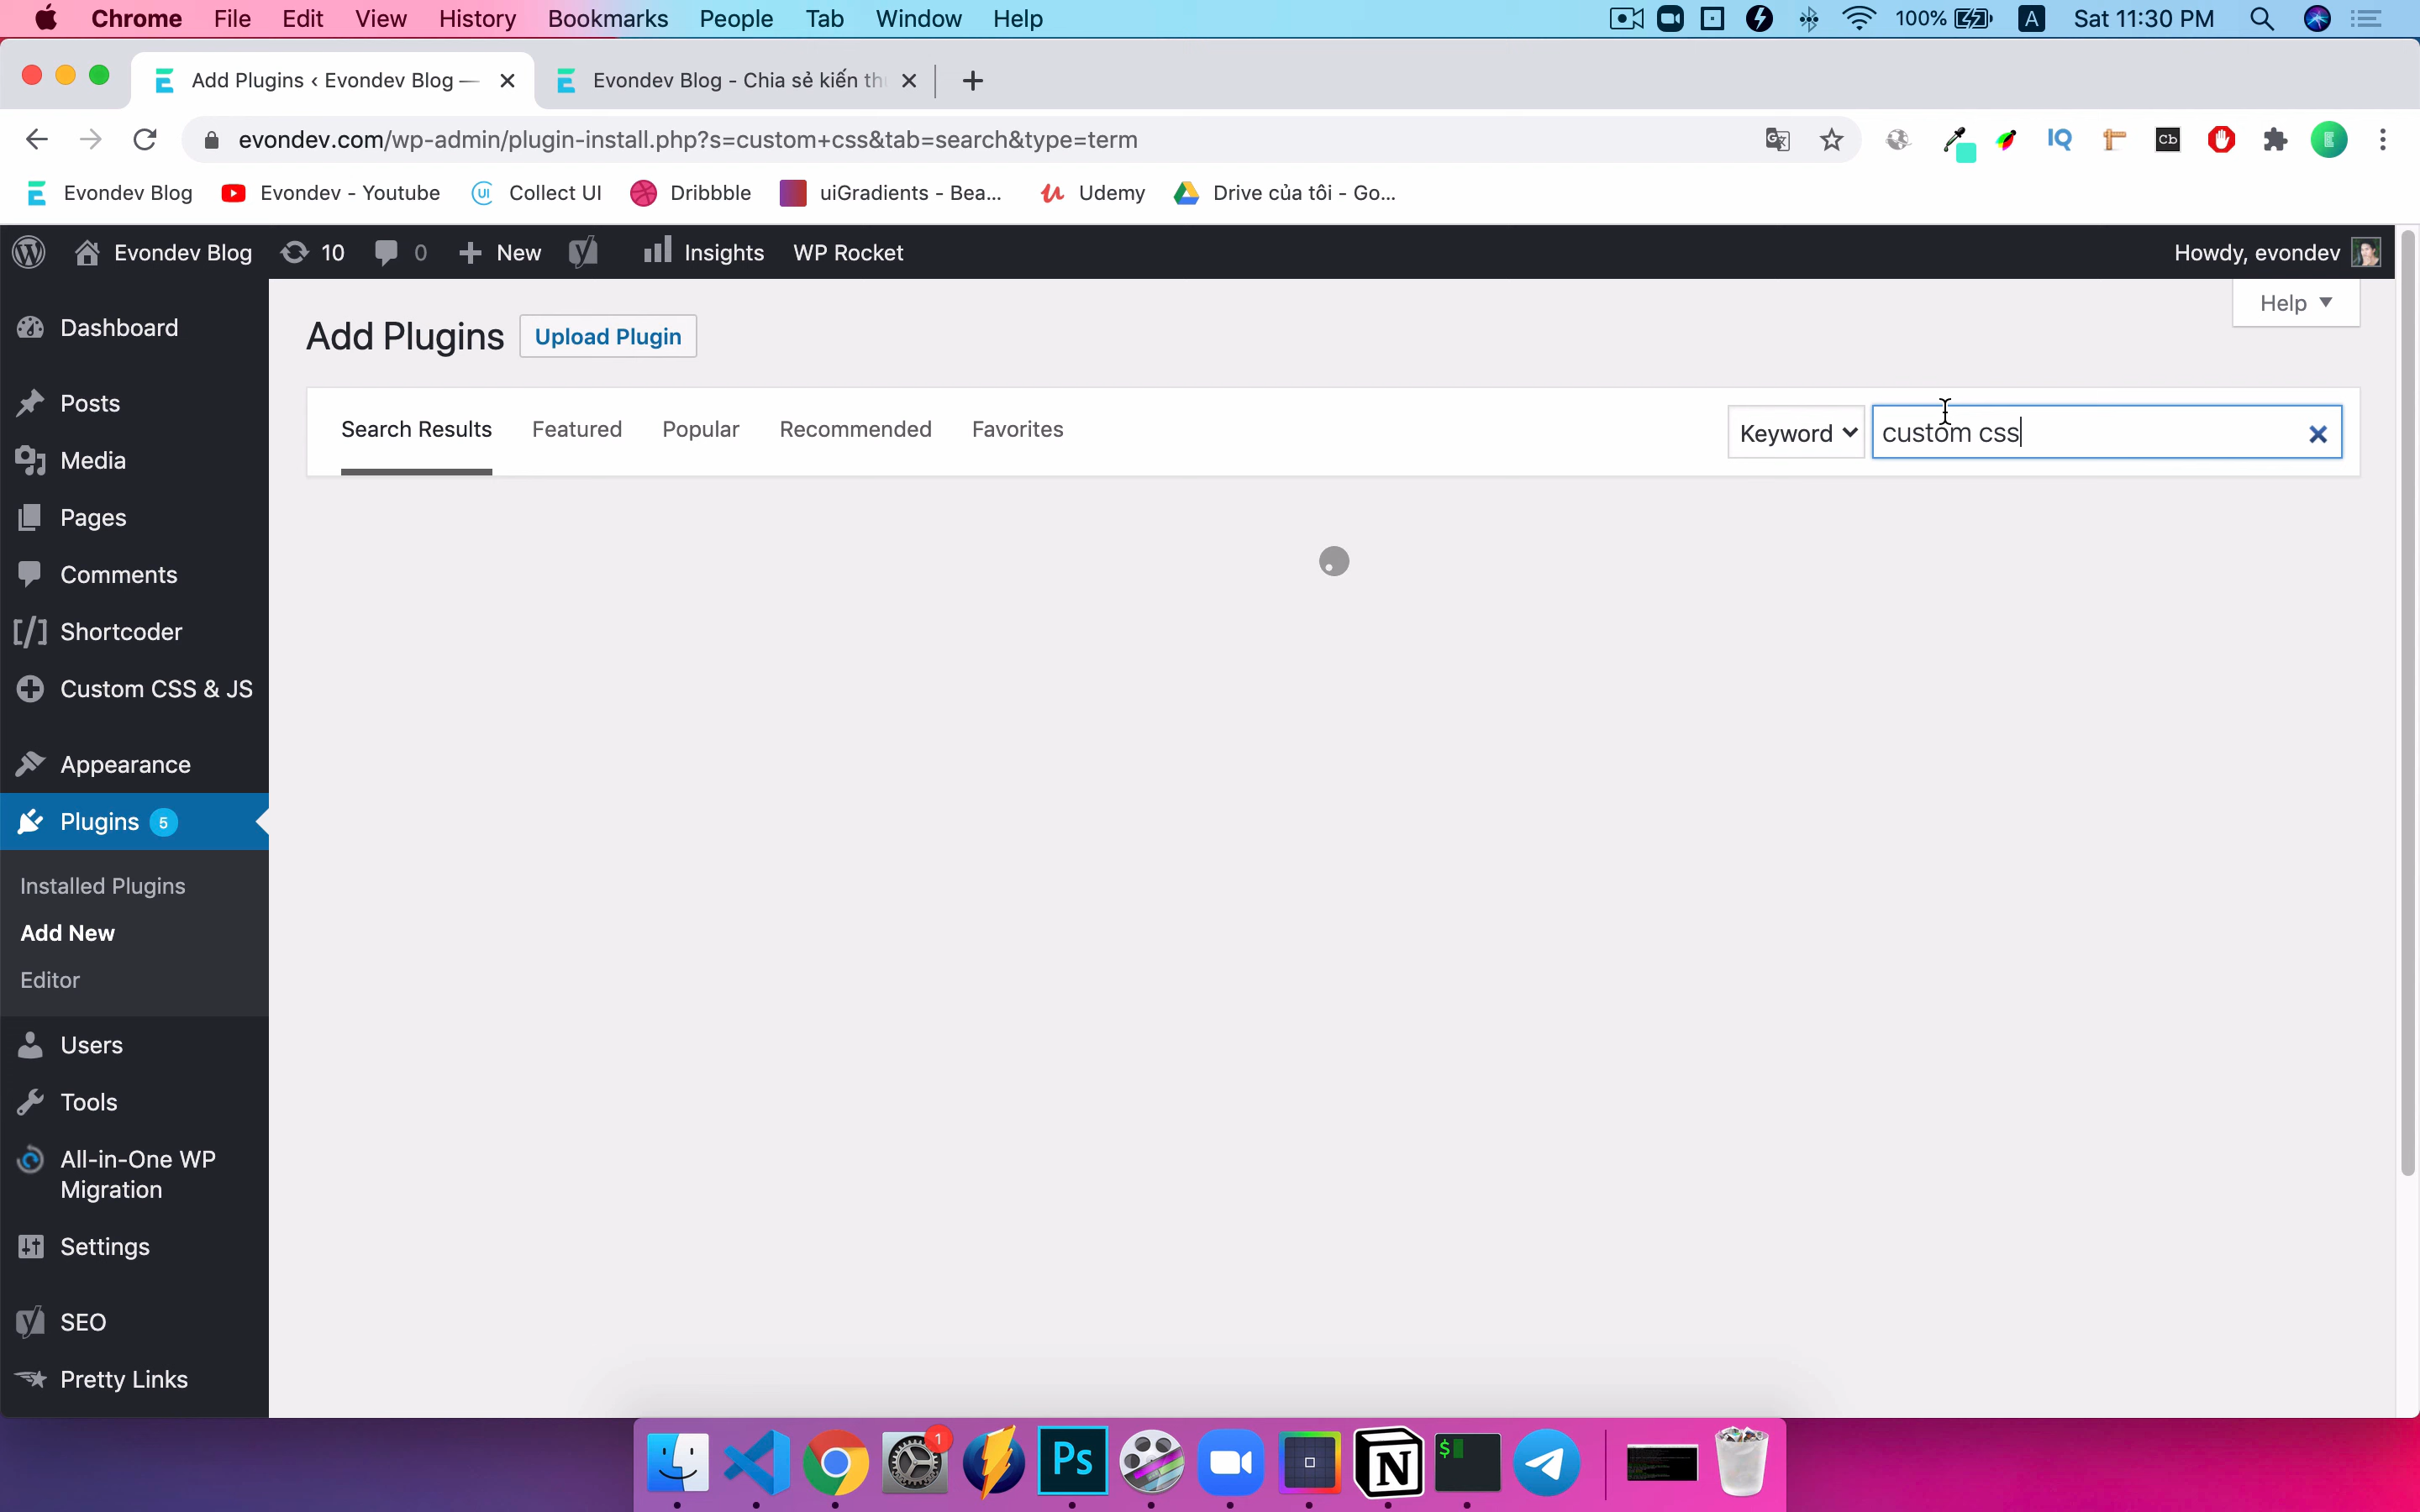 Chrome File Edit View History Bookmarks People Tab Window Help 100% A Sat 11:30 PM
Add Plugins ‹ Evondev Blog — Evondev Blog - Chia sẻ kiến th
evondev.com/wp-admin/plugin-install.php?s=custom+css&tab=search&type=term
Evondev Blog Evondev - Youtube UI Collect UI Dribbble uiGradients - Bea... Udemy Drive của tôi - Go...
Evondev Blog 10 0 New Insights WP Rocket Howdy, evondev
Help
Add Plugins Upload Plugin
Search Results Featured Popular Recommended Favorites Keyword custom css
Dashboard
Posts
Media
Pages
Comments
[/] Shortcoder
Custom CSS & JS
Appearance
Plugins 5
Installed Plugins
Add New
Editor
Users
Tools
All-in-One WP
Migration
Settings
SEO
Pretty Links
1 Ps N $
IQ Cb E